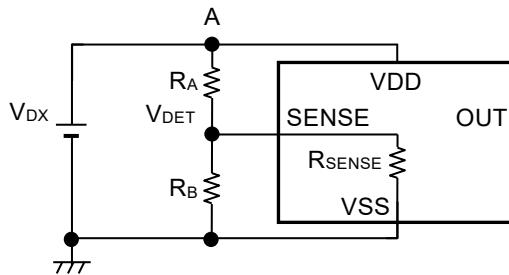 A
VDD
RA
VDX
VDET
SENSE
OUT
RSENSE
RB
VSS